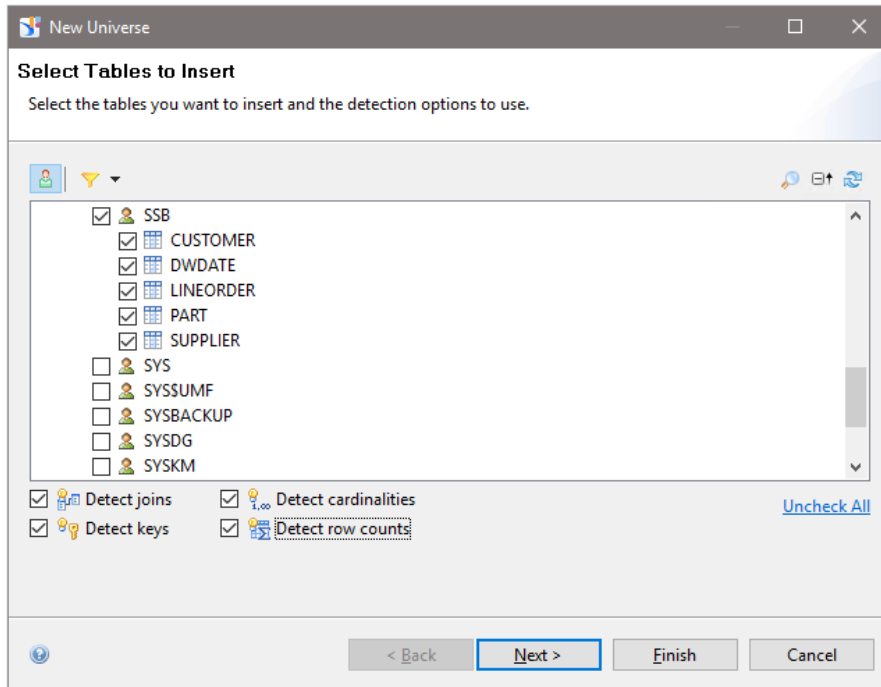 New Universe
Select Tables to Insert
Select the tables you want to insert and the detection options to use.
SSB
CUSTOMER
DWDATE
LINEORDER
PART
SUPPLIER
SYS
SYS$UMF
SYSBACKUP
SYSDG
SYSKM
Detect joins Detect cardinalities
Uncheck All
Detect keys Detect row counts
< Back Next > Finish Cancel